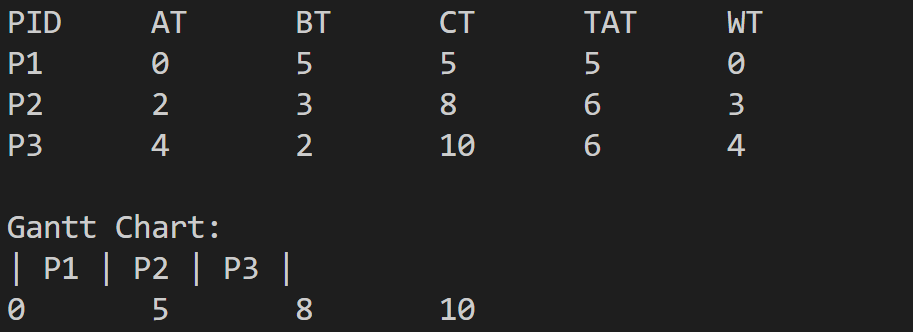 PID AT BT CT TAT WT
P1 0 5 5 5 0
P2 2 3 8 6 3
P3 4 2 10 6 4
Gantt Chart:
| P1 | P2 | P3 |
0 5 8 10